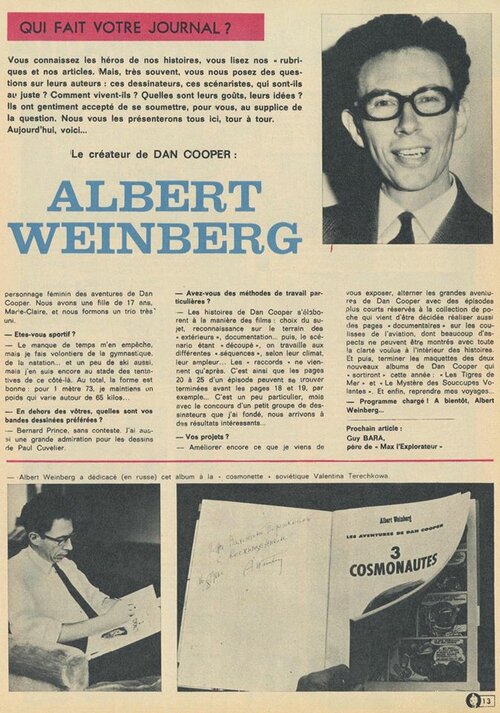 QUI FAIT VOTRE JOURNAL ?
Vous connaissez les héros de nos histoires, vous lisez nos « rubri-
ques et nos articles. Mais, très souvent, vous nous posez des ques-
tions sur leurs auteurs : ces dessinateurs, ces scénaristes, qui sont-ils
au juste ? Comment vivent-ils ? Quelles sont leurs goûts, leurs idées ?
Ils ont gentiment accepté de se soumettre, pour vous, au supplice de
la question. Nous vous les présenterons tous ici, tour à tour.
Aujourd'hui, voici...
Le créateur de DAN COOPER :
ALBERT
WEINBERG
personnage féminin des aventures de Dan
Cooper. Nous avons une fille de 17 ans,
Marie-Claire, et nous formons un trio très
uni.
— Etes-vous sportif ?
— Le manque de temps m'en empêche,
mais je fais volontiers de la gymnastique,
de la natation... et un peu de ski aussi,
mais j'en suis encore au stade des tenta-
tives de ce côté-là. Au total, la forme est
bonne : pour 1 mètre 73, je maintiens un
poids qui varie autour de 65 kilos...
— En dehors des vôtres, quelles sont vos
bandes dessinées préférées ?
— Bernard Prince, sans conteste. J'ai aus-
si une grande admiration pour les dessins
de Paul Cuvelier.
— Avez-vous des méthodes de travail par-
ticulières ?
— Les histoires de Dan Cooper s'élabo-
rent à la manière des films : choix du su-
jet, reconnaissance sur le terrain des
« extérieurs », documentation... puis, le scé-
nario étant « découpé », on travaille aux
différentes « séquences », selon leur climat,
leur ampleur... Les « raccords » ne vien-
nent qu'après. C'est ainsi que les pages
20 à 25 d'un épisode peuvent se trouver
terminées avant les pages 18 et 19, par
exemple... C'est un peu particulier, mais
avec le concours d'un petit groupe de des-
sinateurs que j'ai fondé, nous arrivons à
des résultats intéressants...
— Vos projets ?
— Améliorer encore ce que je viens de
vous exposer, alterner les grandes aventu-
res de Dan Cooper avec des épisodes
plus courts réservés à la collection de po-
che qui vient d'être décidée réaliser aussi
des pages « documentaires » sur les cou-
lisses de l'aviation, dont beaucoup d'as-
pects ne peuvent être montrés avec toute
la clarté voulue à l'intérieur des histoires.
Et puis, terminer les maquettes des deux
nouveaux albums de Dan Cooper qui
« sortiront » cette année : « Les Tigres de
Mer » et « Le Mystère des Soucoupes Vo-
lantes ». Et enfin, reprendre mes voyages...
— Programme chargé ! A bientôt, Albert
Weinberg...
Prochain article :
Guy BARA,
père de « Max l'Explorateur »
— Albert Weinberg a dédicacé (en russe) cet album à la « cosmonette » soviétique Valentina Terechkowa.
Albert Weinberg
LES AVENTURES DE DAN COOPER
3
COSMONAUTES
A Weinberg
13